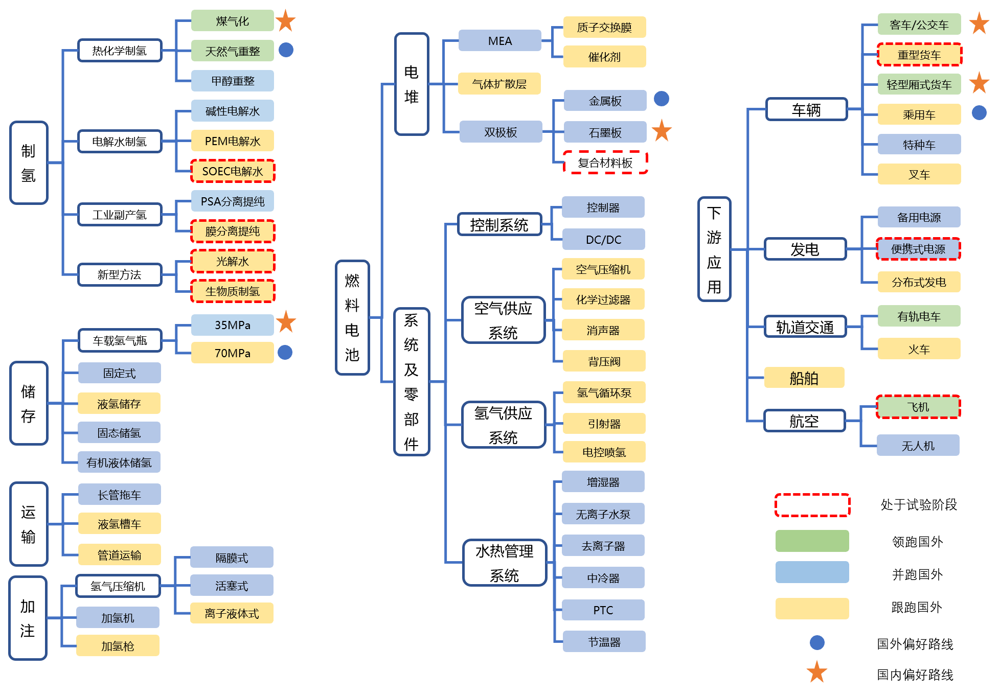 制氢
热化学制氢
煤气化
天然气重整
甲醇重整
电解水制氢
碱性电解水
PEM电解水
SOEC电解水
工业副产氢
PSA分离提纯
膜分离提纯
新型方法
光解水
生物质制氢
储存
车载氢气瓶
35MPa
70MPa
固定式
液氢储存
固态储氢
有机液体储氢
运输
长管拖车
液氢槽车
管道运输
加注
氢气压缩机
隔膜式
活塞式
离子液体式
加氢机
加氢枪
燃料电池
电堆
MEA
质子交换膜
催化剂
气体扩散层
双极板
金属板
石墨板
复合材料板
系统及零部件
控制系统
控制器
DC/DC
空气供应
系统
空气压缩机
化学过滤器
消声器
背压阀
氢气供应
系统
氢气循环泵
引射器
电控喷氢
水热管理
系统
增湿器
无离子水泵
去离子器
中冷器
PTC
节温器
下游应用
车辆
客车/公交车
重型货车
轻型厢式货车
乘用车
特种车
叉车
发电
备用电源
便携式电源
分布式发电
轨道交通
有轨电车
火车
船舶
航空
飞机
无人机
处于试验阶段
领跑国外
并跑国外
跟跑国外
国外偏好路线
国内偏好路线